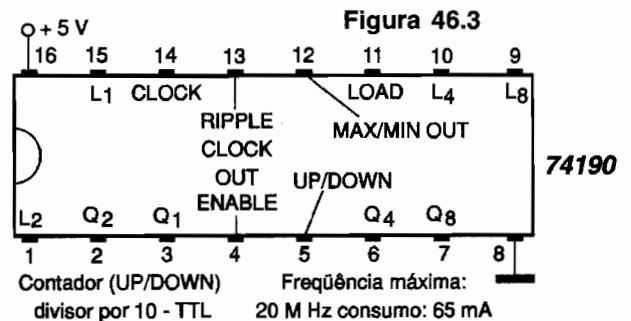 Figura 46.3
+ 5 V
16 15 14 13 12 11 10 9
L1 CLOCK LOAD L4 L8
RIPPLE
CLOCK
OUT
ENABLE
MAX/MIN OUT
UP/DOWN
74190
L2 Q2 Q1 Q4 Q8
1 2 3 4 5 6 7 8
Contador (UP/DOWN)
divisor por 10 - TTL
Freqüência máxima:
20 M Hz consumo: 65 mA